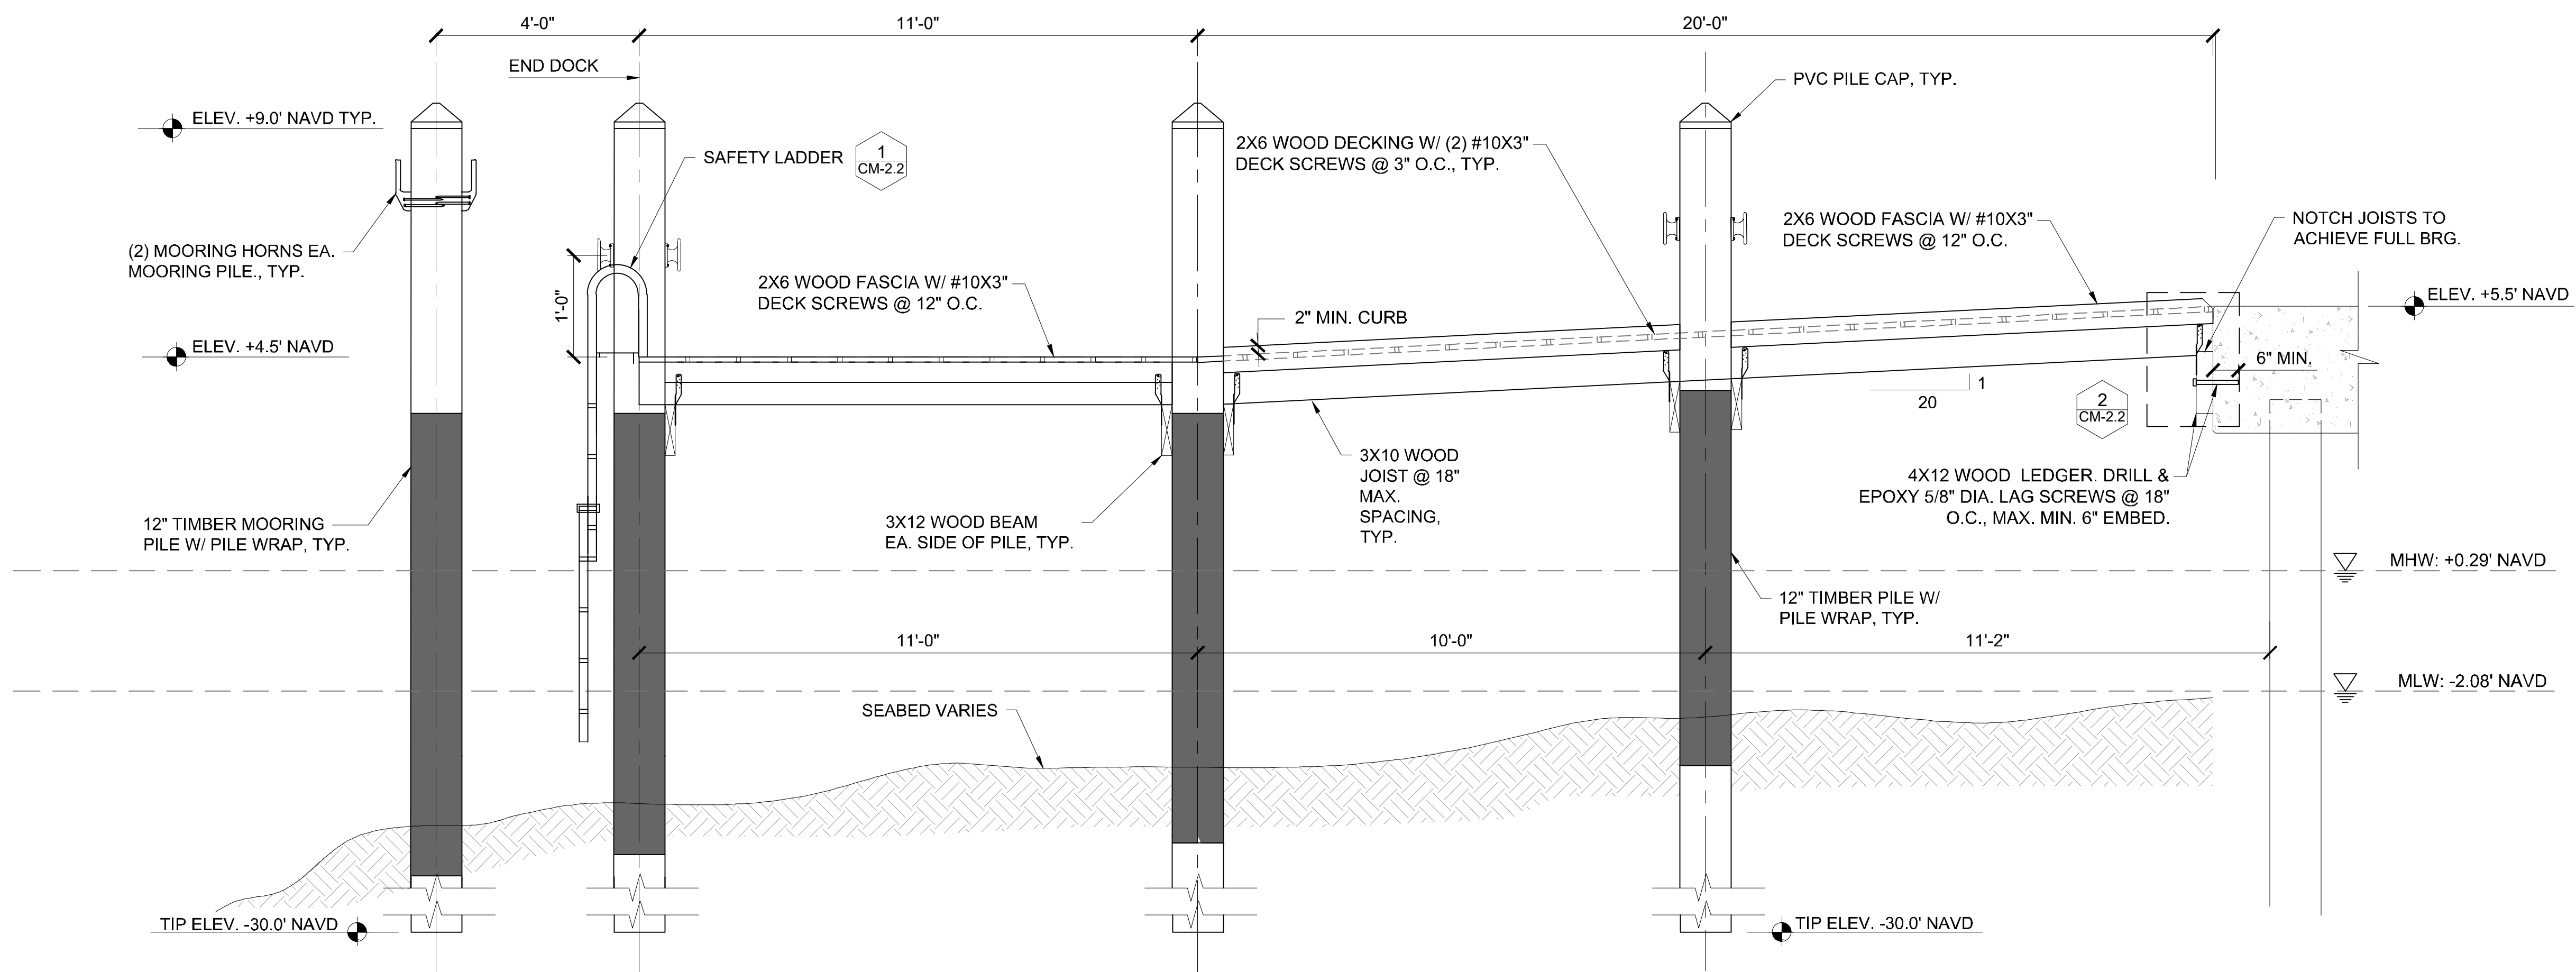 4'-0"
11'-0"
20'-0"
END DOCK
PVC PILE CAP, TYP.
ELEV. +9.0' NAVD TYP.
SAFETY LADDER
1
CM-2.2
2X6 WOOD DECKING W/ (2) #10X3"
DECK SCREWS @ 3" O.C., TYP.
2X6 WOOD FASCIA W/ #10X3"
DECK SCREWS @ 12" O.C.
NOTCH JOISTS TO
ACHIEVE FULL BRG.
(2) MOORING HORNS EA.
MOORING PILE., TYP.
1'-0"
2X6 WOOD FASCIA W/ #10X3"
DECK SCREWS @ 12" O.C.
2" MIN. CURB
ELEV. +5.5' NAVD
ELEV. +4.5' NAVD
6" MIN.
1
20
2
CM-2.2
12" TIMBER MOORING
PILE W/ PILE WRAP, TYP.
3X12 WOOD BEAM
EA. SIDE OF PILE, TYP.
3X10 WOOD
JOIST @ 18"
MAX.
SPACING,
TYP.
4X12 WOOD LEDGER. DRILL &
EPOXY 5/8" DIA. LAG SCREWS @ 18"
O.C., MAX. MIN. 6" EMBED.
MHW: +0.29' NAVD
12" TIMBER PILE W/
PILE WRAP, TYP.
11'-0"
10'-0"
11'-2"
MLW: -2.08' NAVD
SEABED VARIES
TIP ELEV. -30.0' NAVD
TIP ELEV. -30.0' NAVD